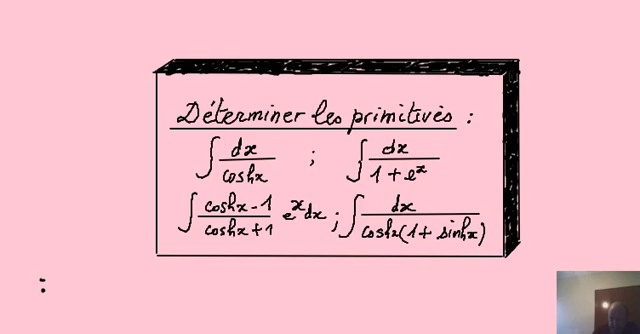 Déterminer les primitives :
∫ dx/coshx ; ∫ dx/1+e^x
∫ coshx-1/coshx+1 e^x dx ; ∫ dx/coshx(1+sinhx)
: